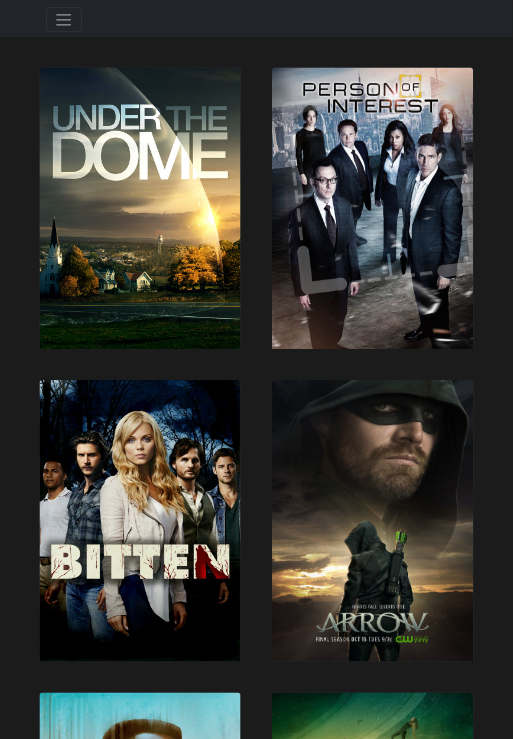 UNDER THE
DOME
PERSON OF
INTEREST
BITTEN
HEROES FALL. LEGENDS RISE.
ARROW
FINAL SEASON OCT 15 TUES 9/8c CW